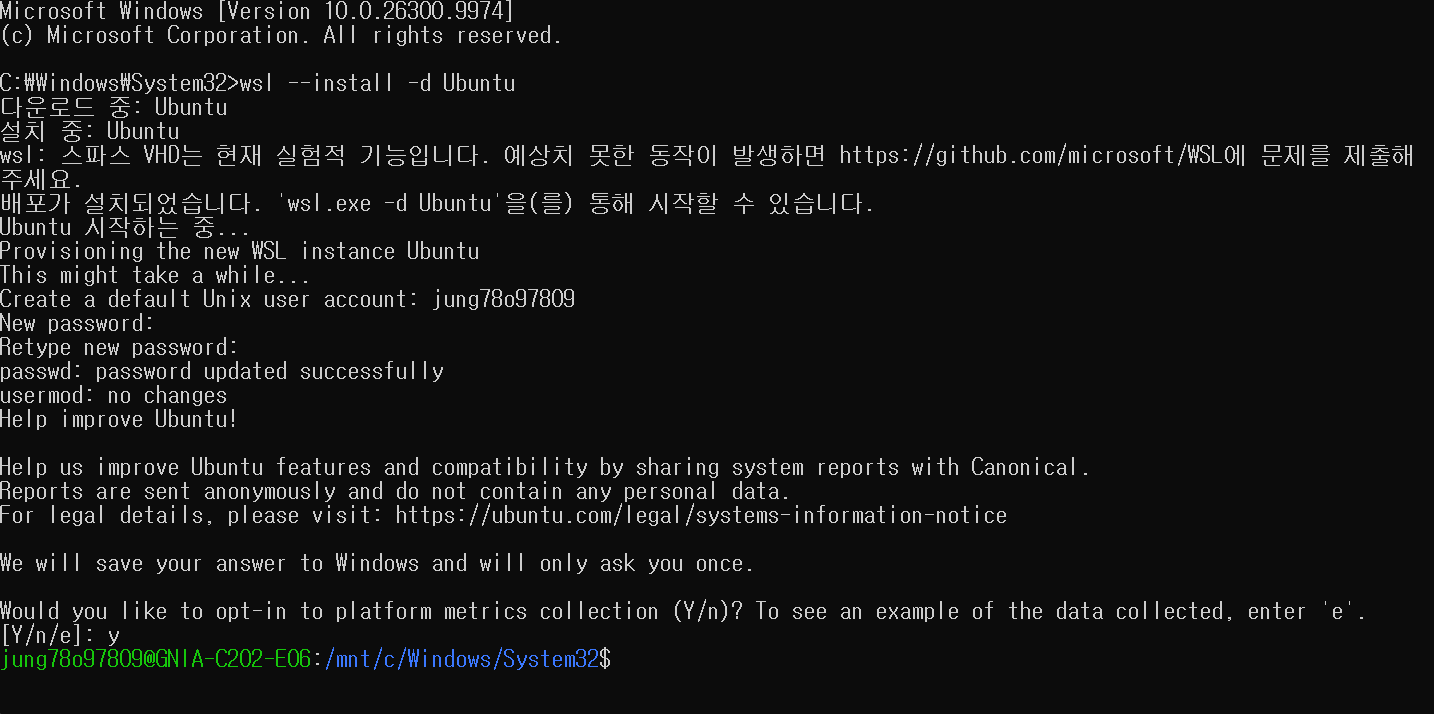 Microsoft Windows [Version 10.0.26300.9974]
(c) Microsoft Corporation. All rights reserved.
C:₩Windows₩System32>wsl --install -d Ubuntu
다운로드 중: Ubuntu
설치 중: Ubuntu
wsl: 스파스 VHD는 현재 실험적 기능입니다. 예상치 못한 동작이 발생하면 https://github.com/microsoft/WSL에 문제를 제출해
주세요.
배포가 설치되었습니다. 'wsl.exe -d Ubuntu'을(를) 통해 시작할 수 있습니다.
Ubuntu 시작하는 중...
Provisioning the new WSL instance Ubuntu
This might take a while...
Create a default Unix user account: jung78o97809
New password:
Retype new password:
passwd: password updated successfully
usermod: no changes
Help improve Ubuntu!
Help us improve Ubuntu features and compatibility by sharing system reports with Canonical.
Reports are sent anonymously and do not contain any personal data.
For legal details, please visit: https://ubuntu.com/legal/systems-information-notice
We will save your answer to Windows and will only ask you once.
Would you like to opt-in to platform metrics collection (Y/n)? To see an example of the data collected, enter 'e'.
[Y/n/e]: y
jung78o97809@GNIA-C202-E06:/mnt/c/Windows/System32$